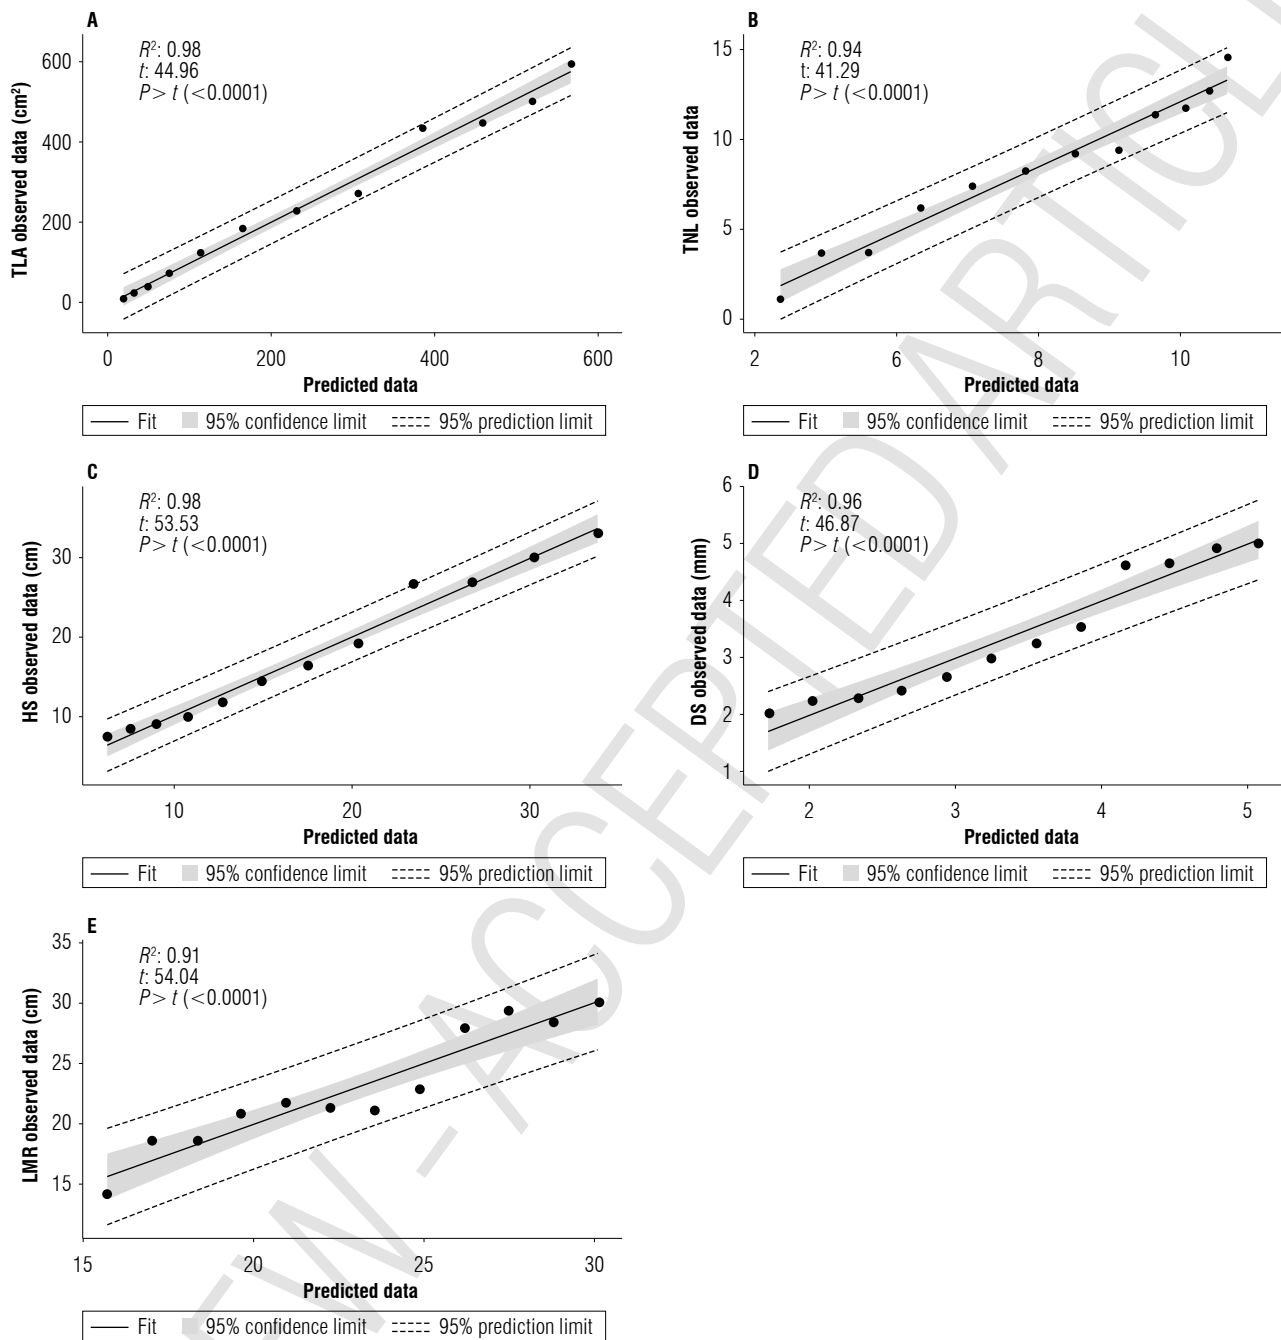 A
R²: 0.98
t: 44.96
P> t (<0.0001)
TLA observed data (cm²)
600
400
200
0
0 200 400 600
Predicted data
Fit 95% confidence limit 95% prediction limit
B
R²: 0.94
t: 41.29
P> t (<0.0001)
TNL observed data
15
10
5
0
2 4 6 8 10
Predicted data
Fit 95% confidence limit 95% prediction limit
C
R²: 0.98
t: 53.53
P> t (<0.0001)
HS observed data (cm)
30
20
10
10 20 30
Predicted data
Fit 95% confidence limit 95% prediction limit
D
R²: 0.96
t: 46.87
P> t (<0.0001)
DS observed data (mm)
6
5
4
3
2
1
2 3 4 5
Predicted data
Fit 95% confidence limit 95% prediction limit
E
R²: 0.91
t: 54.04
P> t (<0.0001)
LMR observed data (cm)
35
30
25
20
15
15 20 25 30
Predicted data
Fit 95% confidence limit 95% prediction limit
- ACCEPTED